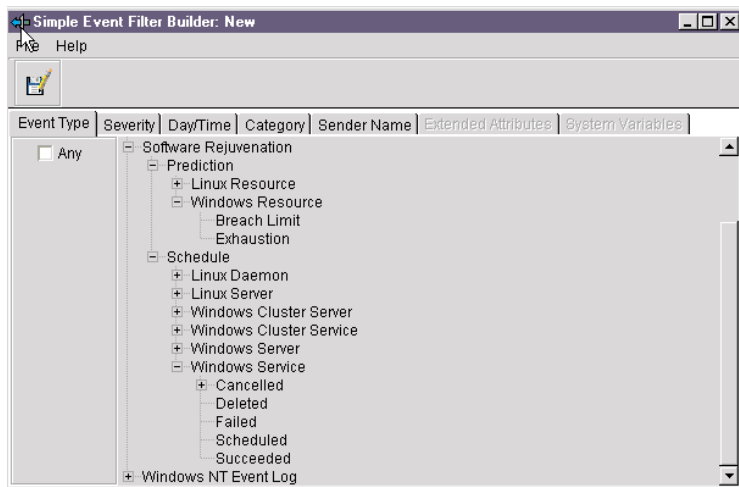 Simple Event Filter Builder: New
File Help
Event Type Severity Day/Time Category Sender Name Extended Attributes System Variables
Any
Software Rejuvenation
Prediction
Linux Resource
Windows Resource
Breach Limit
Exhaustion
Schedule
Linux Daemon
Linux Server
Windows Cluster Server
Windows Cluster Service
Windows Server
Windows Service
Cancelled
Deleted
Failed
Scheduled
Succeeded
Windows NT Event Log